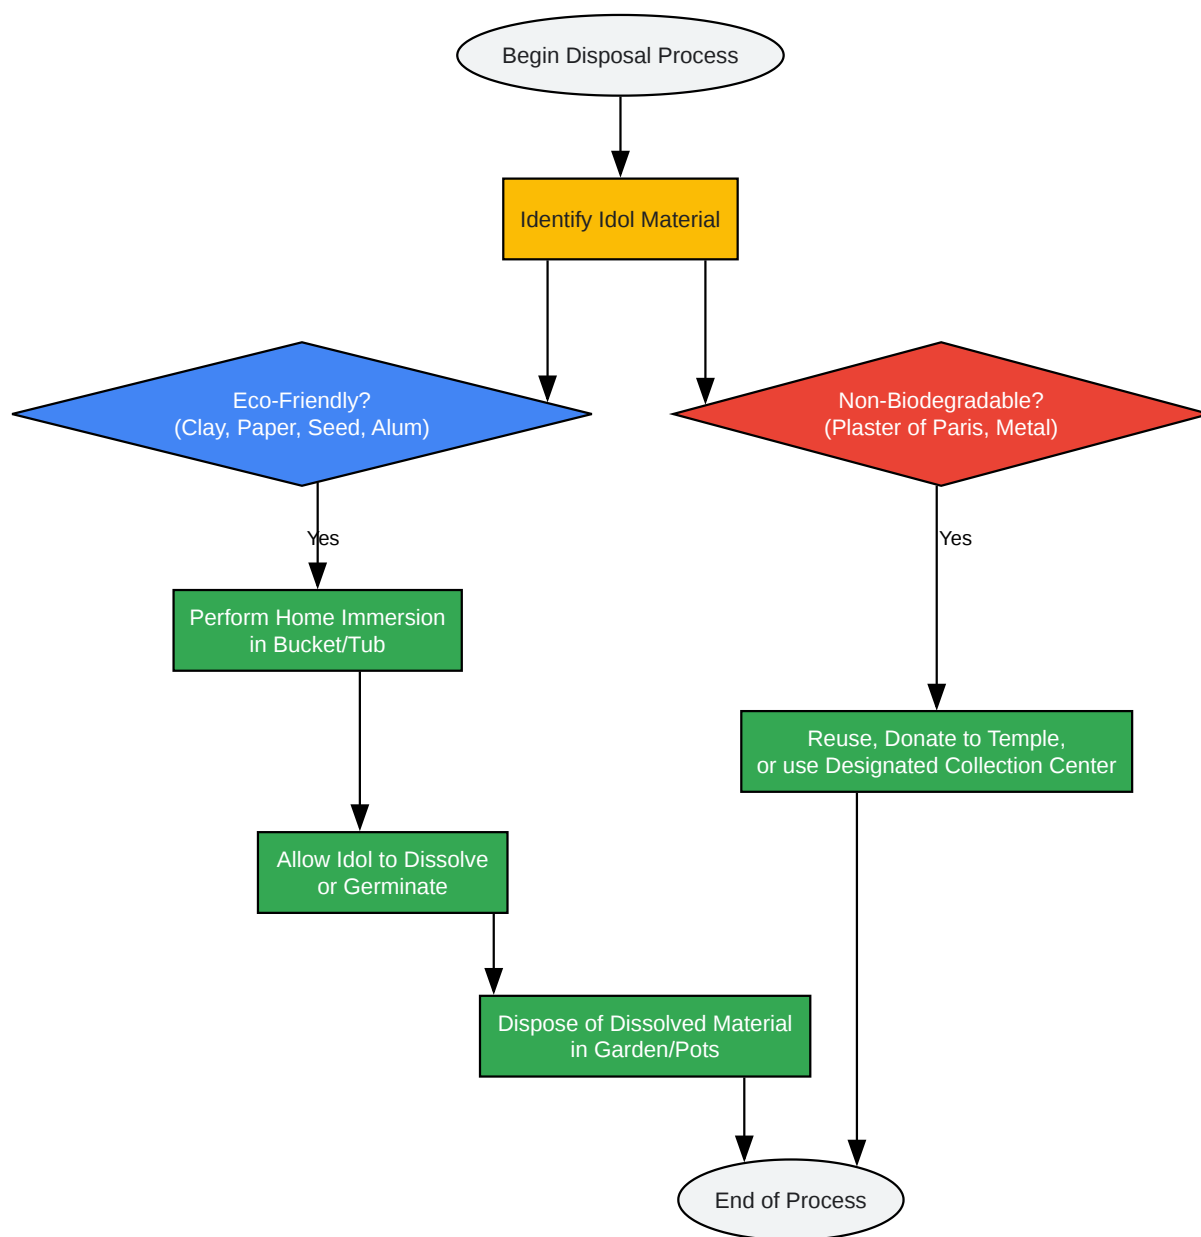 Begin Disposal Process
Identify Idol Material
Eco-Friendly?
(Clay, Paper, Seed, Alum)
Non-Biodegradable?
(Plaster of Paris, Metal)
Yes
Yes
Perform Home Immersion
in Bucket/Tub
Reuse, Donate to Temple,
or use Designated Collection Center
Allow Idol to Dissolve
or Germinate
Dispose of Dissolved Material
in Garden/Pots
End of Process